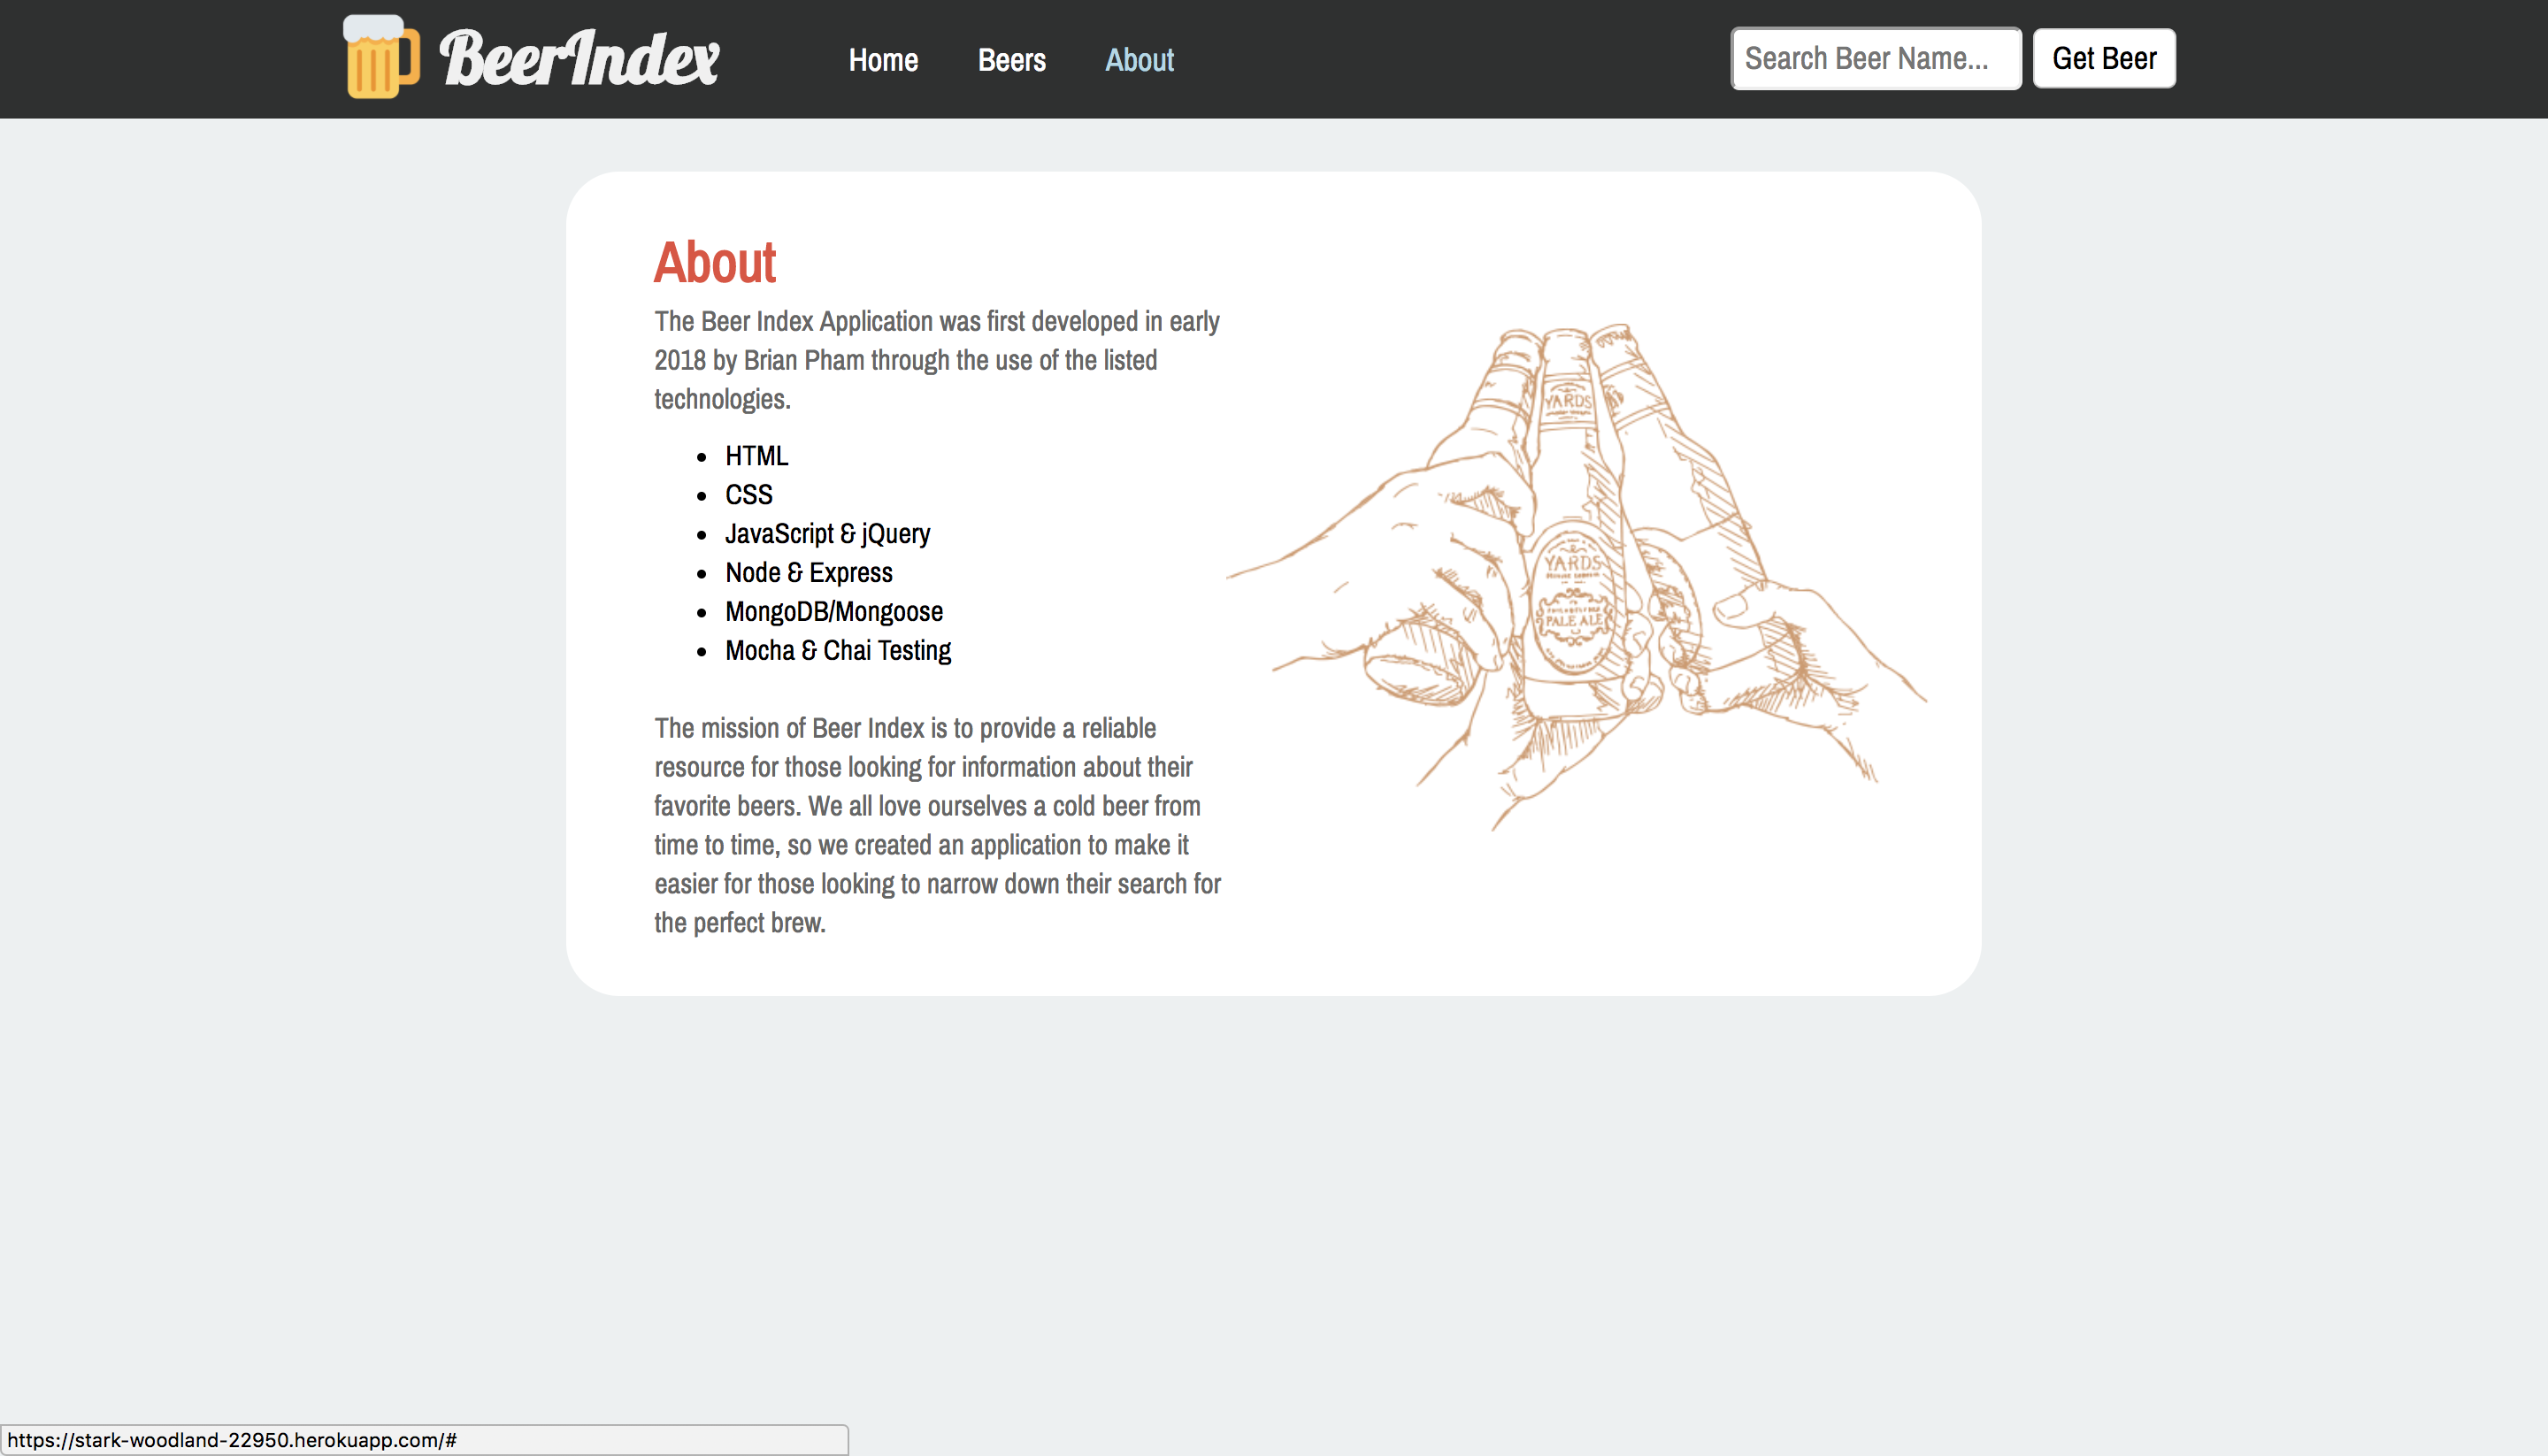 BeerIndex
Home
Beers
About
Search Beer Name...
Get Beer
About
The Beer Index Application was first developed in early
2018 by Brian Pham through the use of the listed
technologies.
HTML
CSS
JavaScript & jQuery
Node & Express
MongoDB/Mongoose
Mocha & Chai Testing
The mission of Beer Index is to provide a reliable
resource for those looking for information about their
favorite beers. We all love ourselves a cold beer from
time to time, so we created an application to make it
easier for those looking to narrow down their search for
the perfect brew.
YARDS
YARDS
PALE ALE
https://stark-woodland-22950.herokuapp.com/#